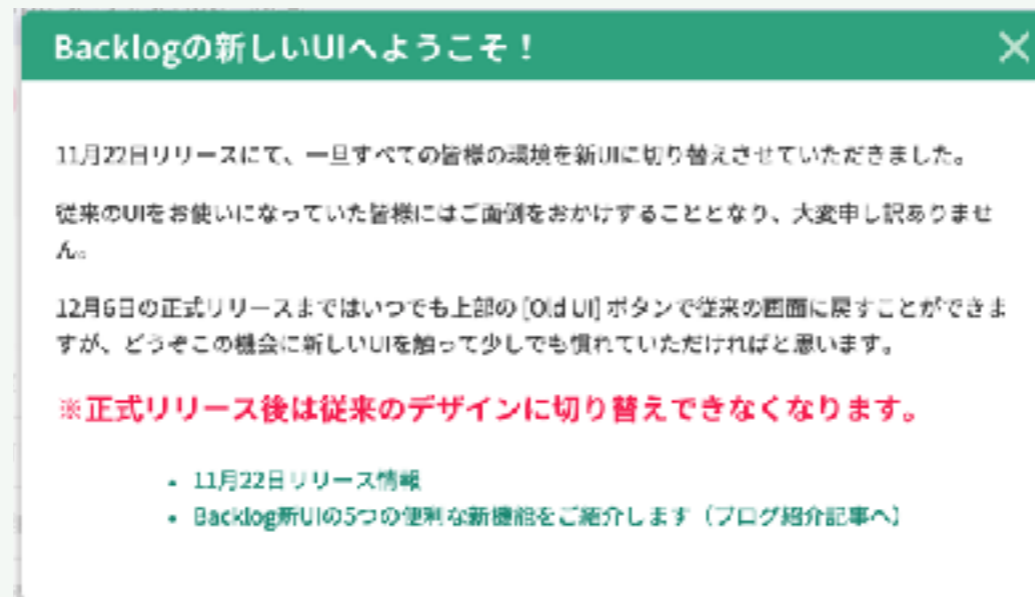 Backlogの新しいUIへようこそ！
11月22日リリースにて、一旦すべての皆様の環境を新UIに切り替えさせていただきました。
従来のUIをお使いになっていた皆様にはご面倒をおかけすることとなり、大変申し訳ありませ
ん。
12月6日の正式リリースまではいつでも上部の [Old UI] ボタンで従来の画面に戻すことができま
すが、どうぞこの機会に新しいUIを触って少しでも慣れていただければと思います。
※正式リリース後は従来のデザインに切り替えできなくなります。
• 11月22日リリース情報
• Backlog新UIの5つの便利な新機能をご紹介します（ブログ紹介記事へ）